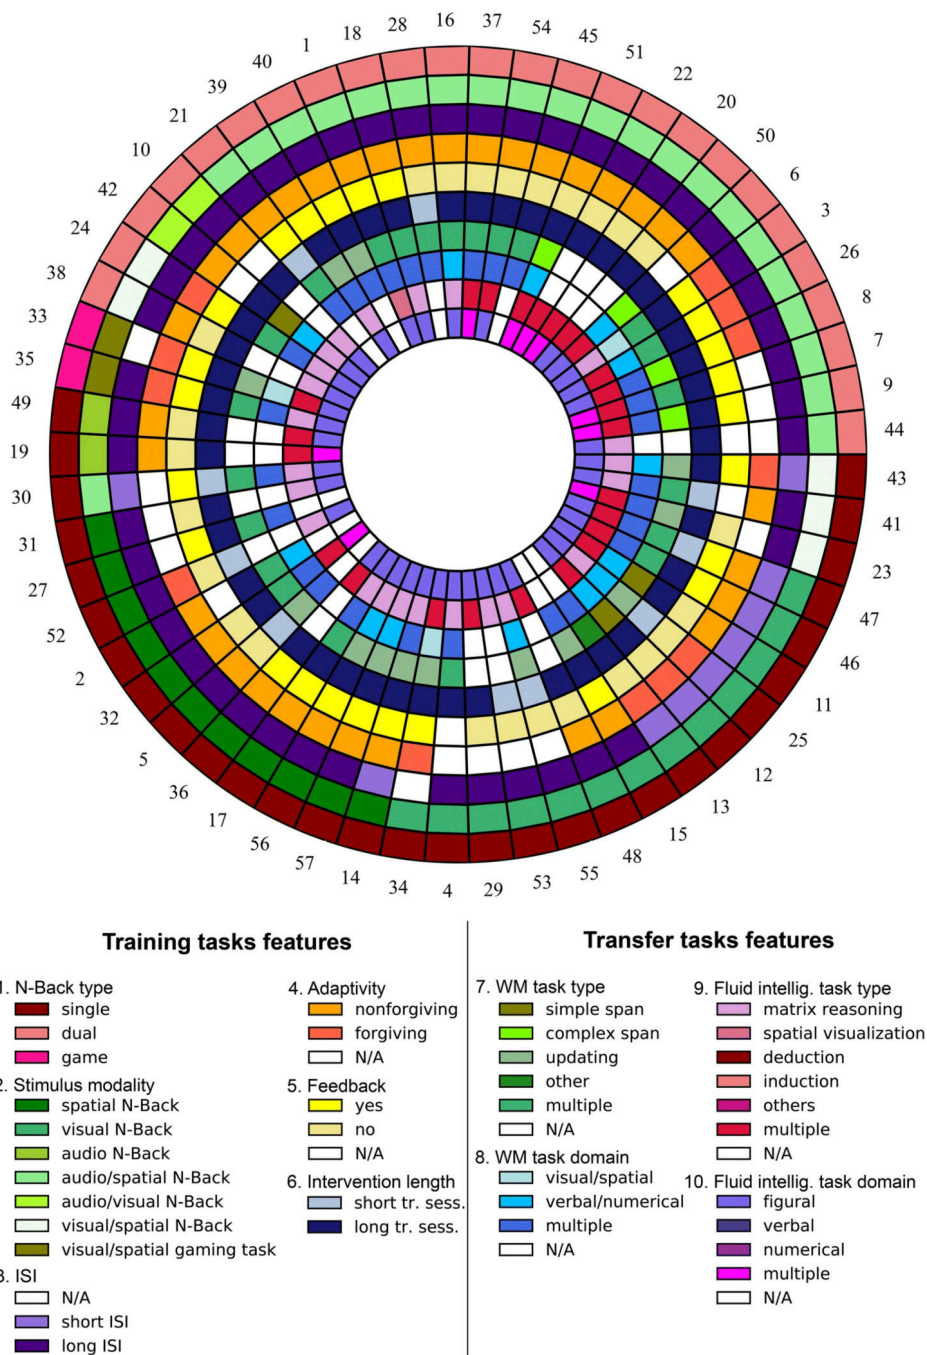 16 37
28 54
18 45
1 51
40 22
39 20
21 50
10 6
42 3
24 26
38 8
33 7
35 9
49 44
19 43
30 41
31 23
27 47
52 46
2 11
32 25
5 12
36 13
17 15
56 48
57 55
14 53
34 4 29
Training tasks features
1. N-Back type
single
dual
game
2. Stimulus modality
spatial N-Back
visual N-Back
audio N-Back
audio/spatial N-Back
audio/visual N-Back
visual/spatial N-Back
visual/spatial gaming task
3. ISI
N/A
short ISI
long ISI
4. Adaptivity
nonforgiving
forgiving
N/A
5. Feedback
yes
no
N/A
6. Intervention length
short tr. sess.
long tr. sess.
Transfer tasks features
7. WM task type
simple span
complex span
updating
other
multiple
N/A
8. WM task domain
visual/spatial
verbal/numerical
multiple
N/A
9. Fluid intellig. task type
matrix reasoning
spatial visualization
deduction
induction
others
multiple
N/A
10. Fluid intellig. task domain
figural
verbal
numerical
multiple
N/A